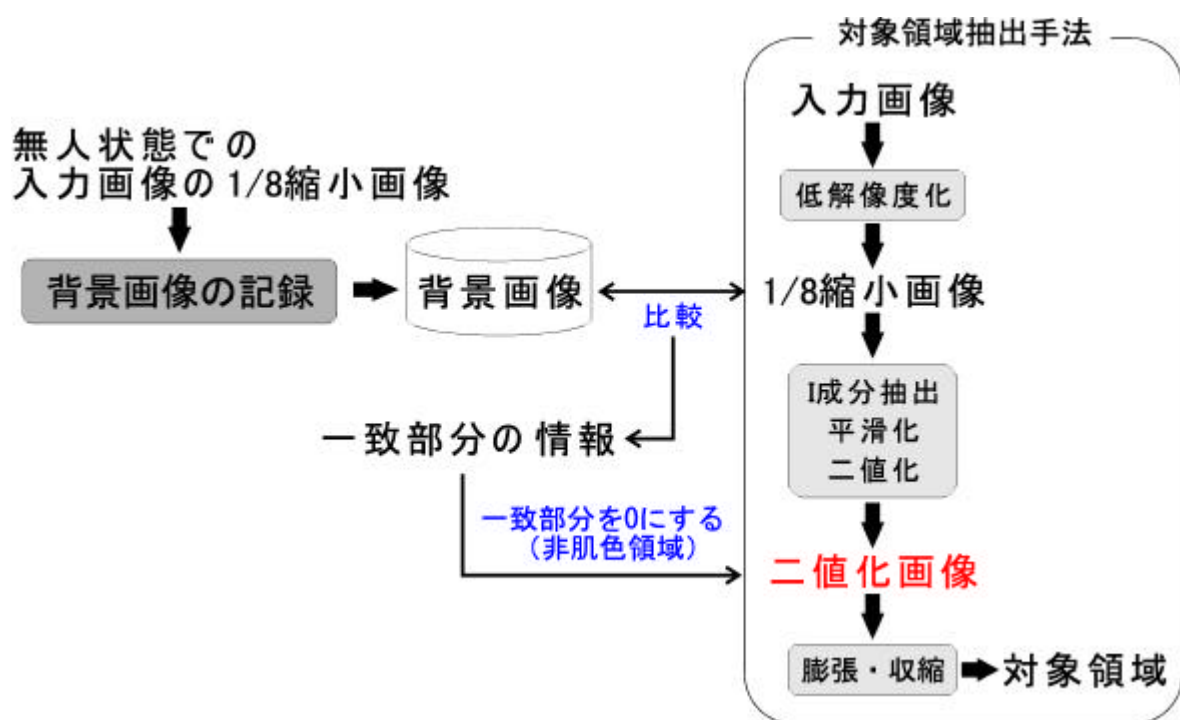 対象領域抽出手法
入力画像
無人状態での
入力画像の1/8縮小画像
低解像度化
背景画像の記録
背景画像
1/8縮小画像
比較
I成分抽出
平滑化
二値化
一致部分の情報
一致部分を0にする
(非肌色領域)
二値化画像
膨張・収縮
対象領域